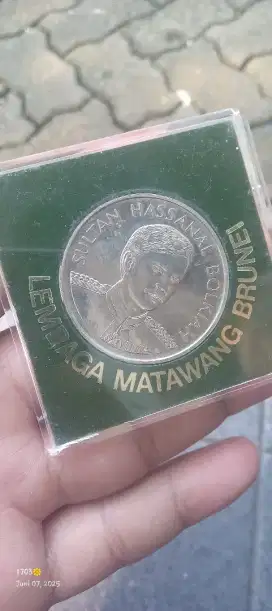 SULTAN HASSANAL BOLKIAH
LEMBAGA MATAWANG BRUNEI
Juni 07, 2025